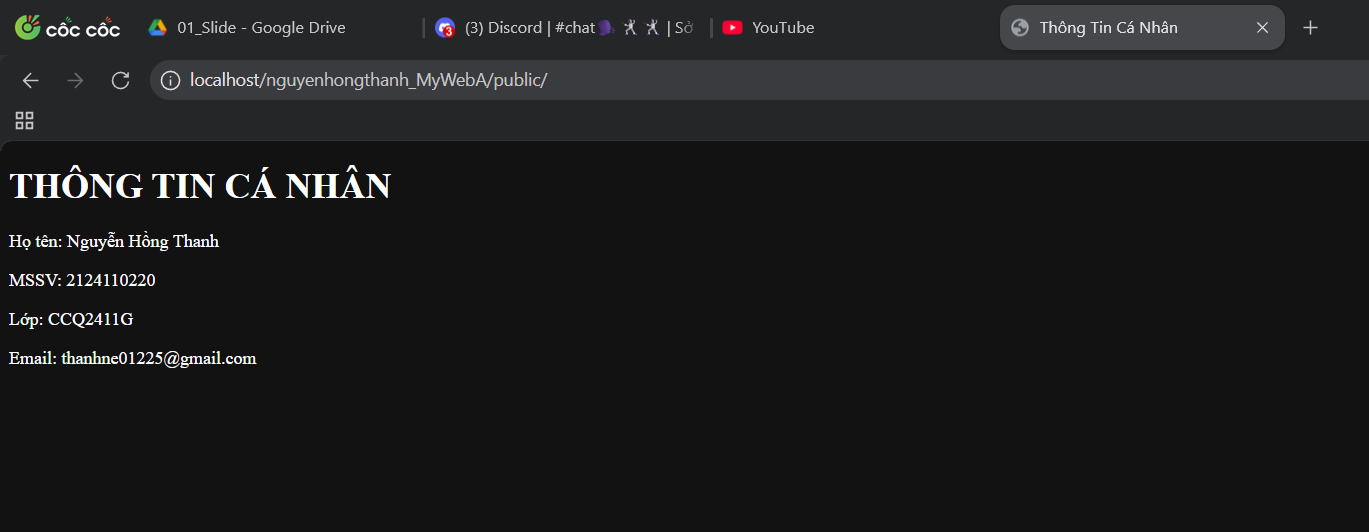 cốc cốc
01_Slide - Google Drive
(3) Discord | #chat🗣️ 🤺 🤺 | Sở
YouTube
Thông Tin Cá Nhân
localhost/nguyenhongthanh_MyWebA/public/
THÔNG TIN CÁ NHÂN
Họ tên: Nguyễn Hồng Thanh
MSSV: 2124110220
Lớp: CCQ2411G
Email: thanhne01225@gmail.com